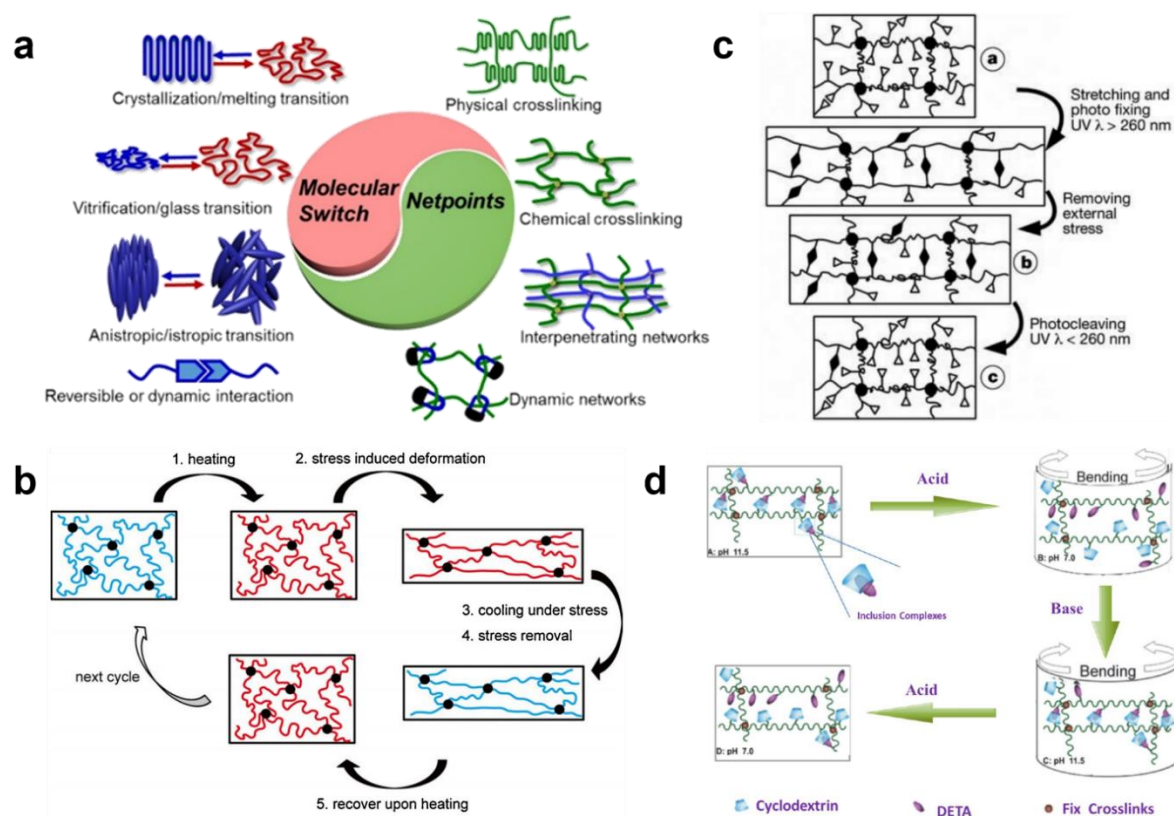 a
Crystallization/melting transition
Vitrification/glass transition
Anistropic/istropic transition
Reversible or dynamic interaction
Molecular
Switch
Netpoints
Physical crosslinking
Chemical crosslinking
Interpenetrating networks
Dynamic networks
b
1. heating
2. stress induced deformation
3. cooling under stress
4. stress removal
5. recover upon heating
next cycle
c
a
Stretching and
photo fixing
UV λ > 260 nm
Removing
external
stress
b
Photocleaving
UV λ < 260 nm
c
d
A: pH 11.5
Inclusion Complexes
Acid
Bending
B: pH 7.0
Base
Bending
C: pH 11.5
Acid
D: pH 7.0
Cyclodextrin
DETA
Fix Crosslinks